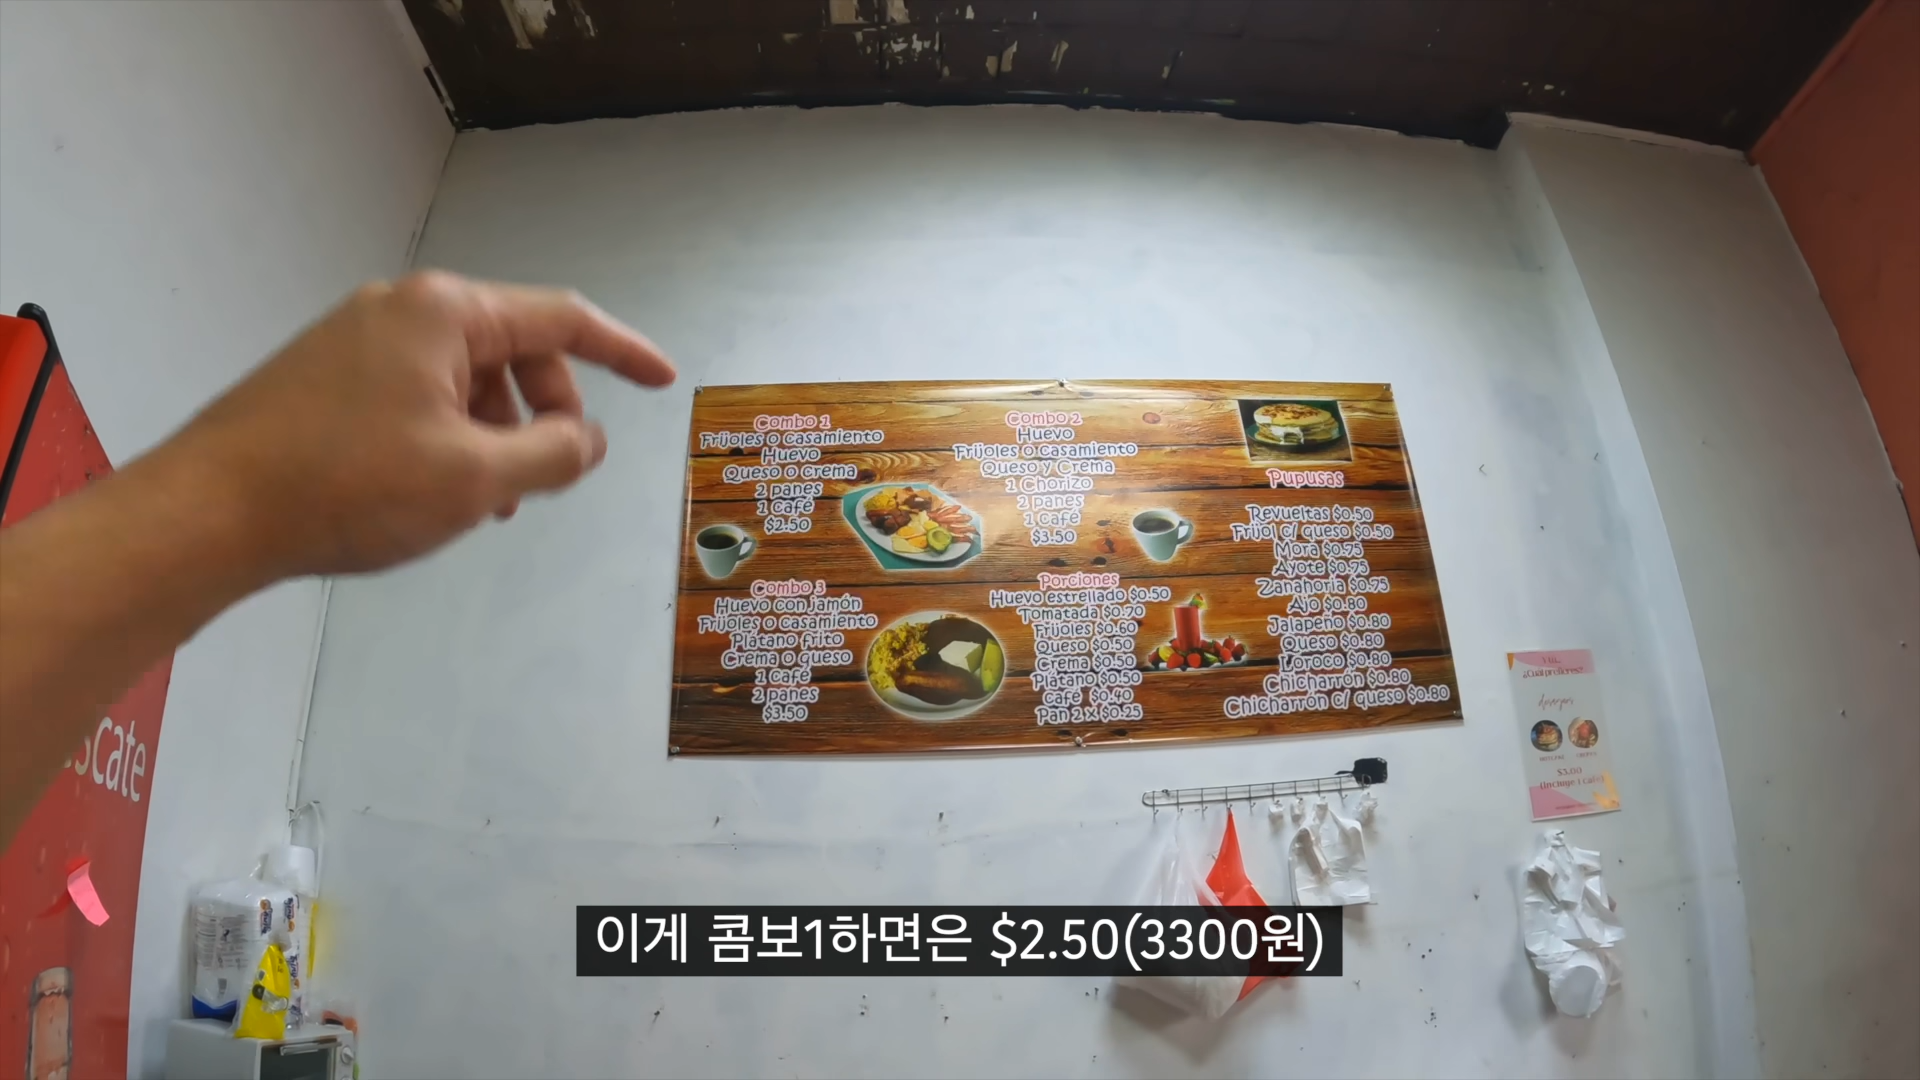 Combo 1
Frijoles o casamiento
Huevo
Queso o crema
2 panes
1 café
$2.50
Combo 2
Huevo
Frijoles o casamiento
Queso y Crema
1 Chorizo
2 panes
1 Café
$3.50
Pupusas
Revueltas $0.50
Frijol c/ queso $0.50
Mora $0.75
Ayote $0.75
Zanahoria $0.75
Ajo $0.80
Jalapeño $0.80
Queso $0.80
Loroco $0.80
Chicharrón $0.80
Chicharrón c/ queso $0.80
Combo 3
Huevo con jamón
Frijoles o casamiento
Plátano frito
Crema o queso
1 café
2 panes
$3.50
Porciones
Huevo estrellado $0.50
Tomatada $0.70
Frijoles $0.60
Queso $0.50
Crema $0.50
Plátano $0.50
Café $0.40
Pan 2 x $0.25
¿Cuál prefieres?
$3.00
(Incluye 1 café)
scate
이게 콤보1하면은 $2.50(3300원)